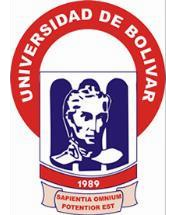 UNIVERSIDAD DE BOLIVAR
1989
SAPIENTIA OMNIUM
POTENTIOR EST